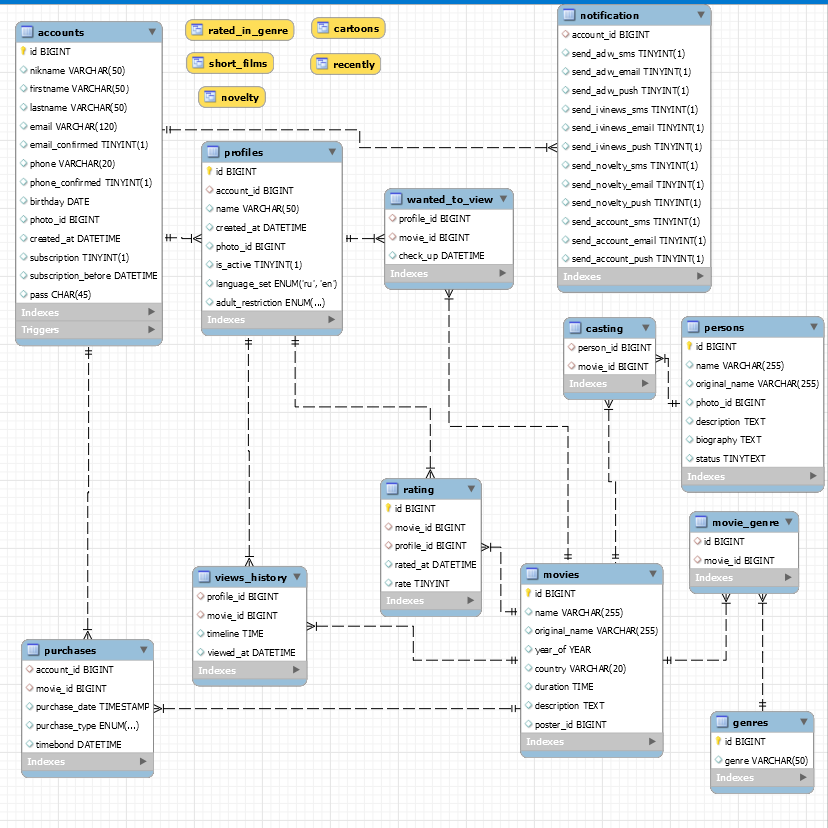 accounts
id BIGINT
nikname VARCHAR(50)
firstname VARCHAR(50)
lastname VARCHAR(50)
email VARCHAR(120)
email_confirmed TINYINT(1)
phone VARCHAR(20)
phone_confirmed TINYINT(1)
birthday DATE
photo_id BIGINT
created_at DATETIME
subscription TINYINT(1)
subscription_before DATETIME
pass CHAR(45)
Indexes
Triggers
rated_in_genre
cartoons
short_films
recently
novelty
notification
account_id BIGINT
send_adw_sms TINYINT(1)
send_adw_email TINYINT(1)
send_adw_push TINYINT(1)
send_ivinews_sms TINYINT(1)
send_ivinews_email TINYINT(1)
send_ivinews_push TINYINT(1)
send_novelty_sms TINYINT(1)
send_novelty_email TINYINT(1)
send_novelty_push TINYINT(1)
send_account_sms TINYINT(1)
send_account_email TINYINT(1)
send_account_push TINYINT(1)
Indexes
profiles
id BIGINT
account_id BIGINT
name VARCHAR(50)
created_at DATETIME
photo_id BIGINT
is_active TINYINT(1)
language_set ENUM('ru', 'en')
adult_restriction ENUM(...)
Indexes
wanted_to_view
profile_id BIGINT
movie_id BIGINT
check_up DATETIME
Indexes
casting
person_id BIGINT
movie_id BIGINT
Indexes
persons
id BIGINT
name VARCHAR(255)
original_name VARCHAR(255)
photo_id BIGINT
description TEXT
biography TEXT
status TINYTEXT
Indexes
rating
id BIGINT
movie_id BIGINT
profile_id BIGINT
rated_at DATETIME
rate TINYINT
Indexes
movie_genre
id BIGINT
movie_id BIGINT
Indexes
views_history
profile_id BIGINT
movie_id BIGINT
timeline TIME
viewed_at DATETIME
Indexes
movies
id BIGINT
name VARCHAR(255)
original_name VARCHAR(255)
year_of YEAR
country VARCHAR(20)
duration TIME
description TEXT
poster_id BIGINT
Indexes
purchases
account_id BIGINT
movie_id BIGINT
purchase_date TIMESTAMP
purchase_type ENUM(...)
timebond DATETIME
Indexes
genres
id BIGINT
genre VARCHAR(50)
Indexes